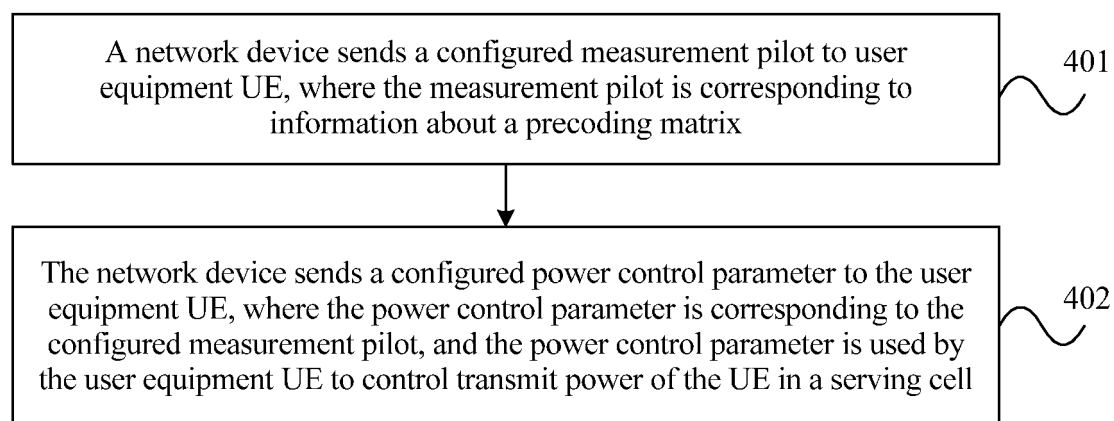 A network device sends a configured measurement pilot to user
equipment UE, where the measurement pilot is corresponding to
information about a precoding matrix
401
The network device sends a configured power control parameter to the user
equipment UE, where the power control parameter is corresponding to the
configured measurement pilot, and the power control parameter is used by
the user equipment UE to control transmit power of the UE in a serving cell
402